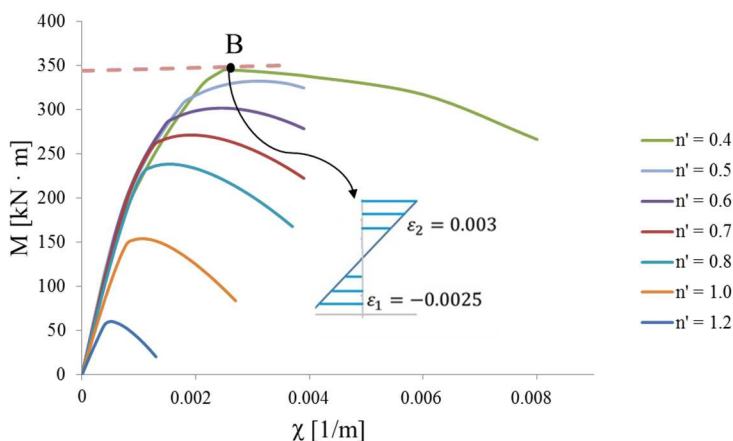 400
350
300
250
200
150
100
50
0
M [kN · m]
B
ε₂ = 0.003
ε₁ = −0.0025
0
0.002
0.004
0.006
0.008
χ [1/m]
n' = 0.4
n' = 0.5
n' = 0.6
n' = 0.7
n' = 0.8
n' = 1.0
n' = 1.2